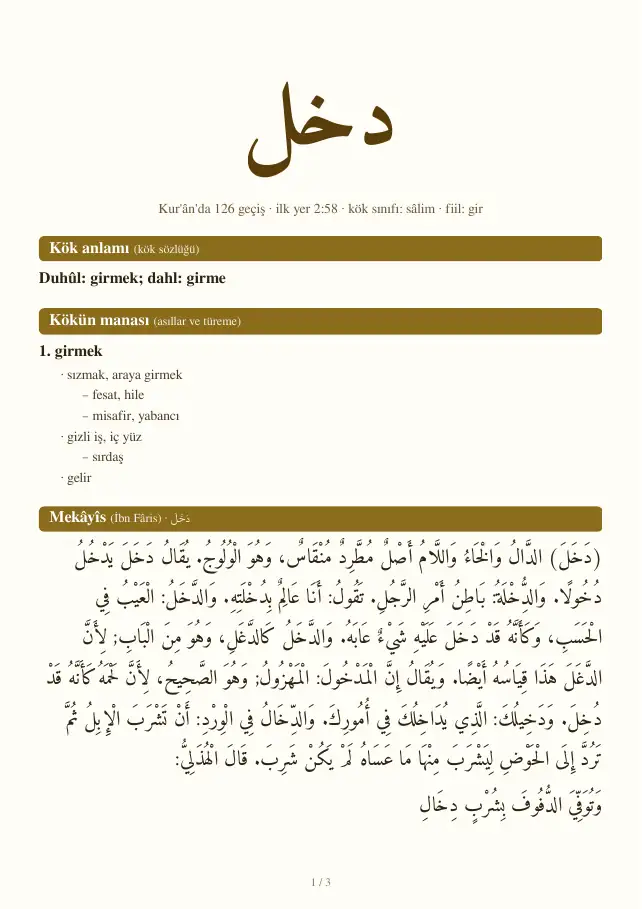 دخل
Kur'ân'da 126 geçiş · ilk yer 2:58 · kök sınıfı: sâlim · fiil: gir
Kök anlamı (kök sözlüğü)
Duhûl: girmek; dahl: girme
Kökün manası (asıllar ve türeme)
1. girmek
· sızmak, araya girmek
– fesat, hile
– misafir, yabancı
· gizli iş, iç yüz
– sırdaş
· gelir
Mekâyîs (İbn Fâris) · دَخَلَ
(دَخَلَ) الدَّالُ وَالْخَاءُ وَاللَّامُ أَصْلٌ مُطَّرِدٌ مُنْقَاسٌ، وَهُوَ الْوُلُوجُ. يُقَالُ دَخَلَ يَدْخُلُ
دُخُولًا. وَالدُِّخْلَةُ: بَاطِنُ أَمْرِ الرَّجُلِ. تَقُولُ: أَنَا عَالِمٌ بِدُخْلَتِهِ. وَالدَّخَلُ: الْعَيْبُ فِي
الْحَسَبِ، وَكَأَنَّهُ قَدْ دَخَلَ عَلَيْهِ شَيْءٌ عَابَهُ. وَالدَّخَلُ كَالدَّغَلِ، وَهُوَ مِنَ الْبَابِ; لِأَنَّ
الدَّغَلَ هَذَا قِيَاسُهُ أَيْضًا. وَيُقَالُ إِنَّ الْمَدْخُولَ: الْمَهْزُولُ; وَهُوَ الصَّحِيحُ، لِأَنَّ لَحْمَهُ كَأَنَّهُ قَدْ
دُخِلَ. وَدَخِيلُكَ: الَّذِي يُدَاخِلُكَ فِي أُمُورِكَ. وَالدِّخَالُ فِي الْوِرْدِ: أَنْ تَشْرَبَ الْإِبِلُ ثُمَّ
تَرُدَّ إِلَى الْحَوْضِ لِيَشْرَبَ مِنْهَا مَا عَسَاهُ لَمْ يَكُنْ شَرِبَ. قَالَ الْهُذَلِيُّ:
وَتُوَفِّيَ الدُّفُوفَ بِشُرْبٍ دِخَالِ
1 / 3